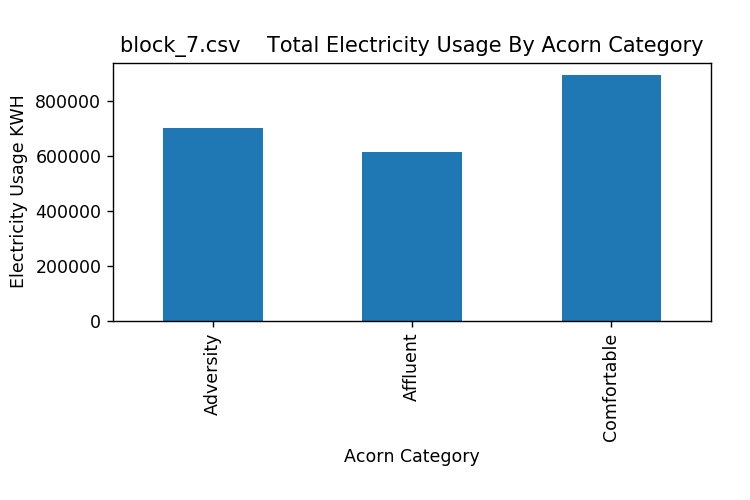 block_7.csv    Total Electricity Usage By Acorn Category
Electricity Usage KWH
800000
600000
400000
200000
0
Adversity
Affluent
Comfortable
Acorn Category